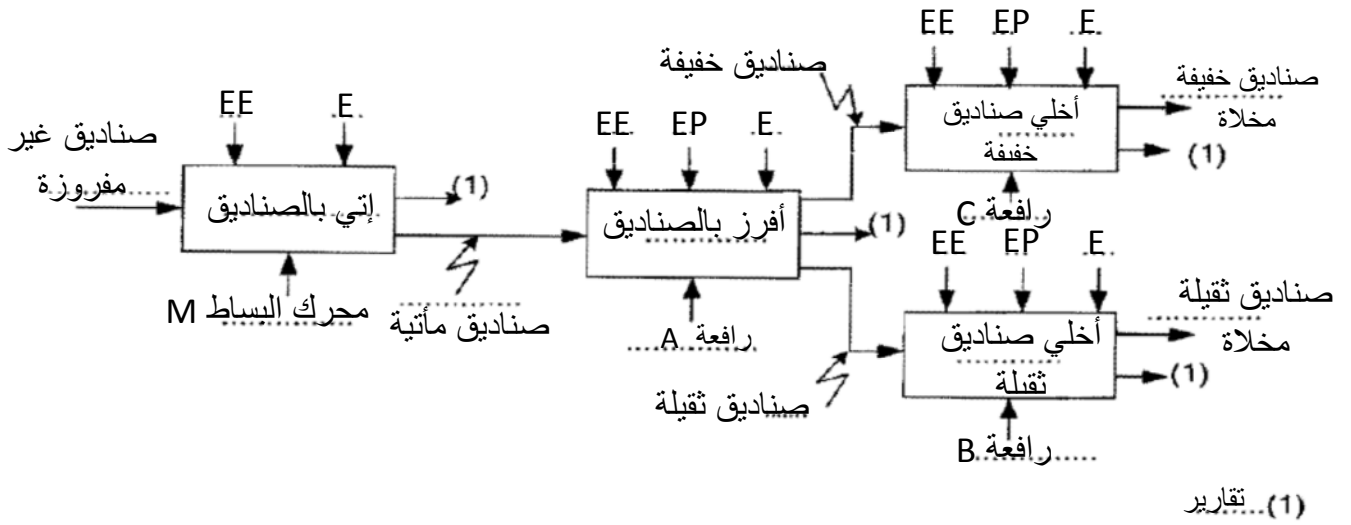 EE EP E
صناديق خفيفة
صناديق خفيفة
مخلاة
أخلي صناديق
خفيفة
(1)
رافعة C
EE E
صناديق غير
مفروزة
إتي بالصناديق
(1)
محرك البساط M
صناديق مأتية
EE EP E
أفرز بالصناديق
(1)
رافعة A
EE EP E
صناديق ثقيلة
مخلاة
أخلي صناديق
ثقيلة
(1)
صناديق ثقيلة
رافعة B
(1) تقارير